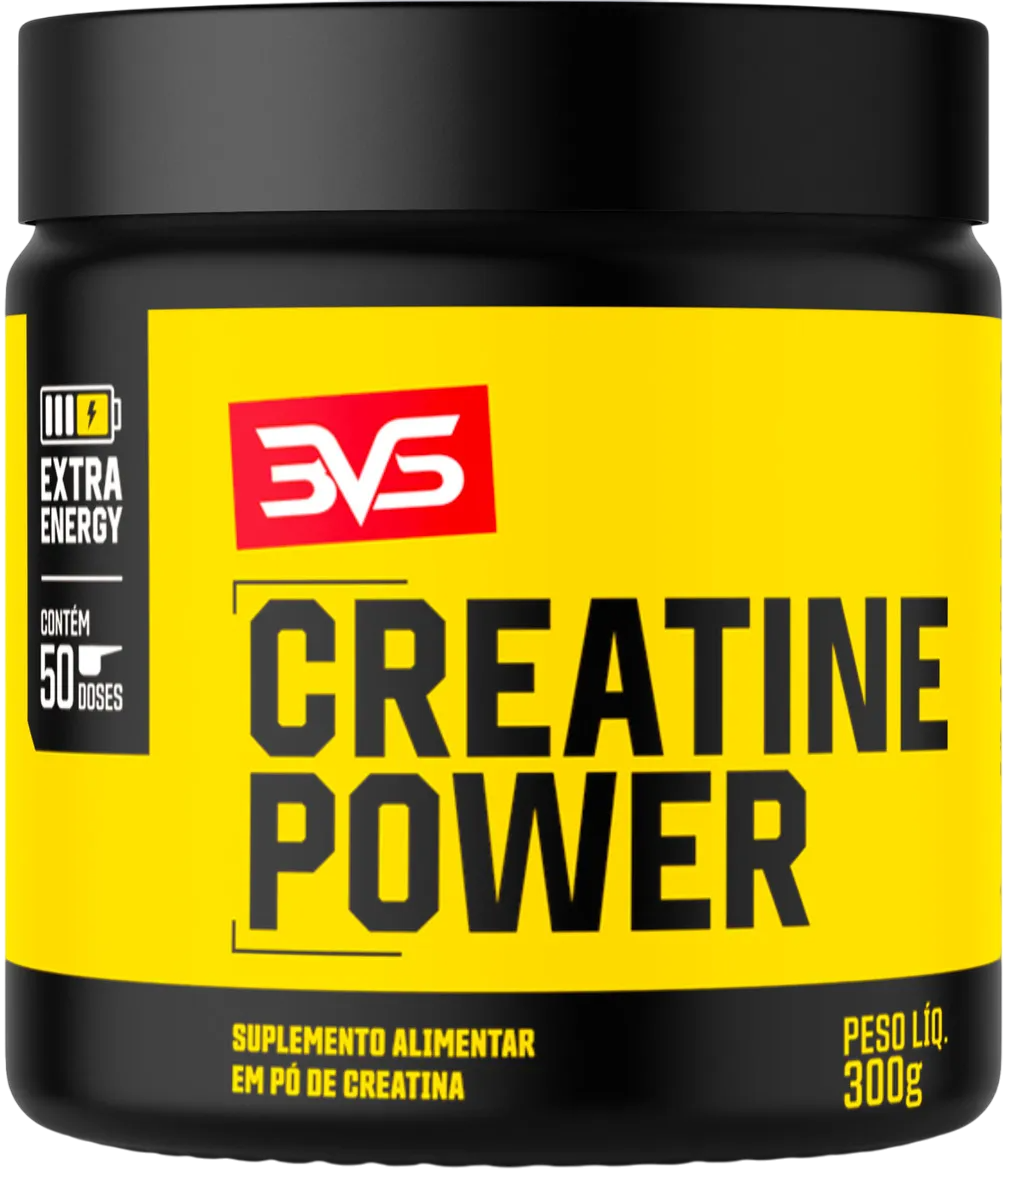 3VS
EXTRA
ENERGY
CONTÉM
50 DOSES
CREATINE
POWER
SUPLEMENTO ALIMENTAR
EM PÓ DE CREATINA
PESO LÍQ.
300g